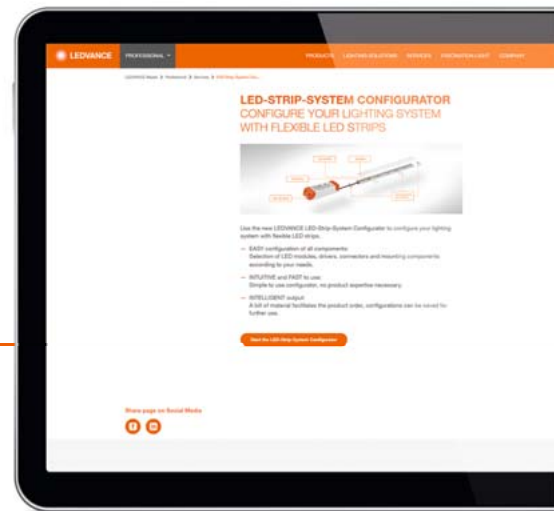 LEDVANCE PROFESSIONAL PRODUCTS LIGHTING SOLUTIONS SERVICES COMPANY
LED-STRIP-SYSTEM CONFIGURATOR
CONFIGURE YOUR LIGHTING SYSTEM
WITH FLEXIBLE LED STRIPS
Use the new LEDVANCE LED-Strip-System Configurator to configure your lighting
system with flexible LED strips.
– EASY configuration of all components:
Selection of LED modules, drivers, connectors and mounting components
according to your needs.
– INTUITIVE and FAST to use:
Simple to use configurator, no product expertise necessary.
– INTELLIGENT output:
A bill of material facilitates the product order, configurations can be saved for
further use.
Start the LED-Strip-System Configurator
Share page on Social Media
f in